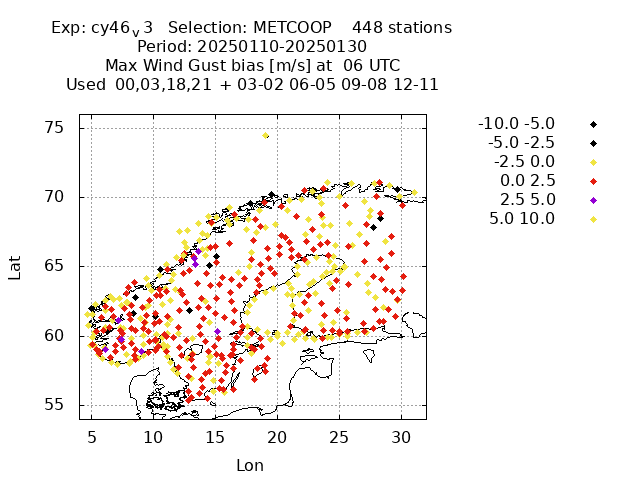 Exp: cy46v3 Selection: METCOOP 448 stations
Period: 20250110-20250130
Max Wind Gust bias [m/s] at 06 UTC
Used 00,03,18,21 + 03-02 06-05 09-08 12-11
-10.0 -5.0
-5.0 -2.5
-2.5 0.0
0.0 2.5
2.5 5.0
5.0 10.0
75
70
65
60
55
Lat
5 10 15 20 25 30
Lon